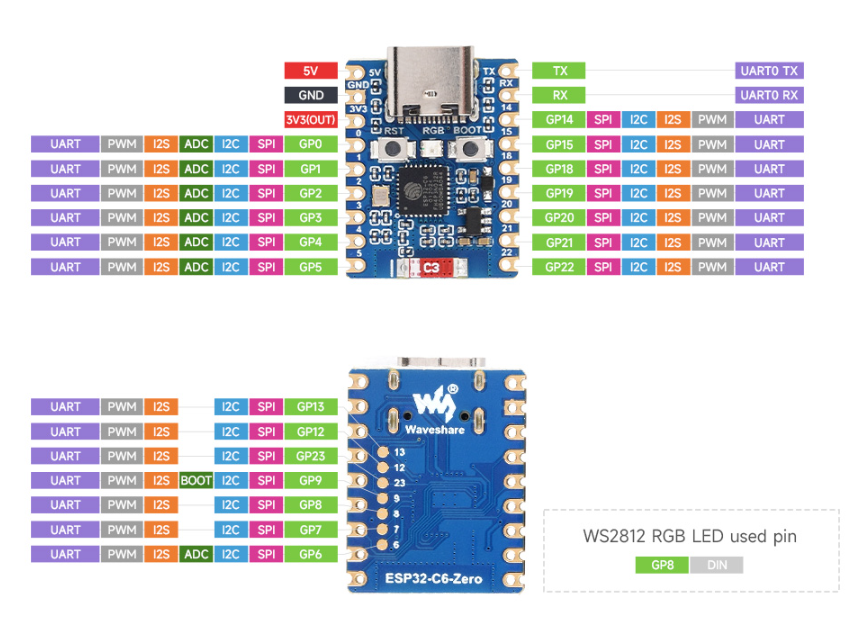 5V
GND
3V3(OUT)
UART PWM I2S ADC I2C SPI GP0
UART PWM I2S ADC I2C SPI GP1
UART PWM I2S ADC I2C SPI GP2
UART PWM I2S ADC I2C SPI GP3
UART PWM I2S ADC I2C SPI GP4
UART PWM I2S ADC I2C SPI GP5
5V
GND
3V3
0
1
2
3
4
5
RST RGB BOOT
C3
TX
RX
14
15
18
19
20
21
22
TX UART0 TX
RX UART0 RX
GP14 SPI I2C I2S PWM UART
GP15 SPI I2C I2S PWM UART
GP18 SPI I2C I2S PWM UART
GP19 SPI I2C I2S PWM UART
GP20 SPI I2C I2S PWM UART
GP21 SPI I2C I2S PWM UART
GP22 SPI I2C I2S PWM UART
UART PWM I2S I2C SPI GP13
UART PWM I2S I2C SPI GP12
UART PWM I2S I2C SPI GP23
UART PWM I2S BOOT I2C SPI GP9
UART PWM I2S I2C SPI GP8
UART PWM I2S I2C SPI GP7
UART PWM I2S ADC I2C SPI GP6
®
Waveshare
13
12
23
9
8
7
6
ESP32-C6-Zero
WS2812 RGB LED used pin
GP8 DIN